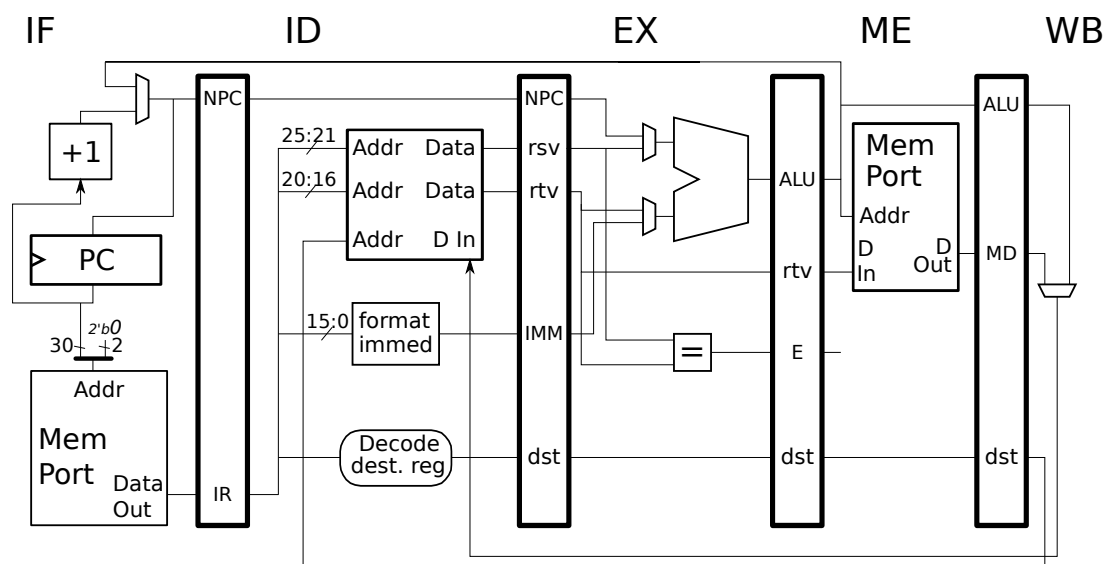 IF ID EX ME WB
NPC NPC ALU
+1
25:21 Addr Data rsv
20:16 Addr Data rtv
Addr D In
ALU
Mem
Port
Addr
D
In
D
Out
MD
PC
rtv
2'b0
30 2
15:0 format
immed
IMM
=
E
Addr
Mem
Port
Data
Out
IR
Decode
dest. reg
dst dst dst